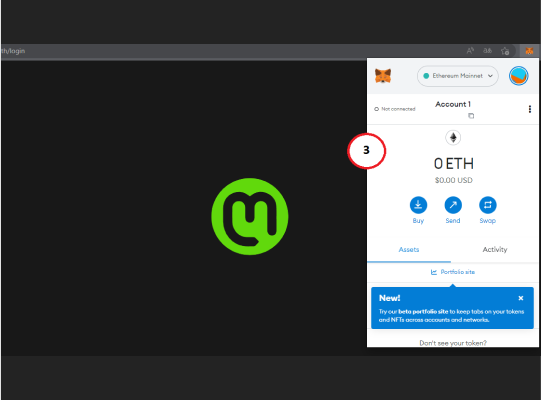 th/login
Ethereum Mainnet
Not connected
Account 1
3
0 ETH
$0.00 USD
Buy
Send
Swap
Assets
Activity
Portfolio site
New!
Try our beta portfolio site to keep tabs on your tokens
and NFTs across accounts and networks.
Don't see your token?